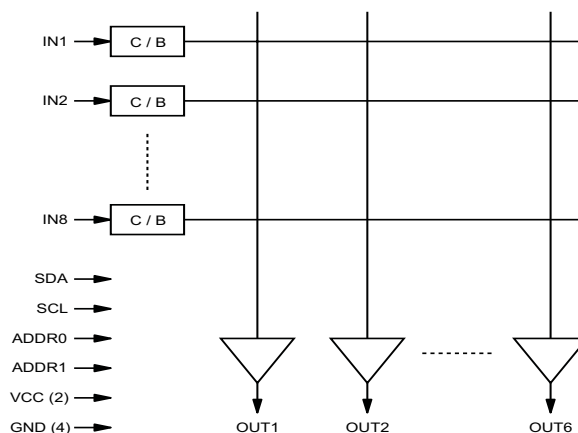 IN1 C / B
IN2 C / B
IN8 C / B
SDA
SCL
ADDR0
ADDR1
VCC (2)
GND (4) OUT1 OUT2 OUT6